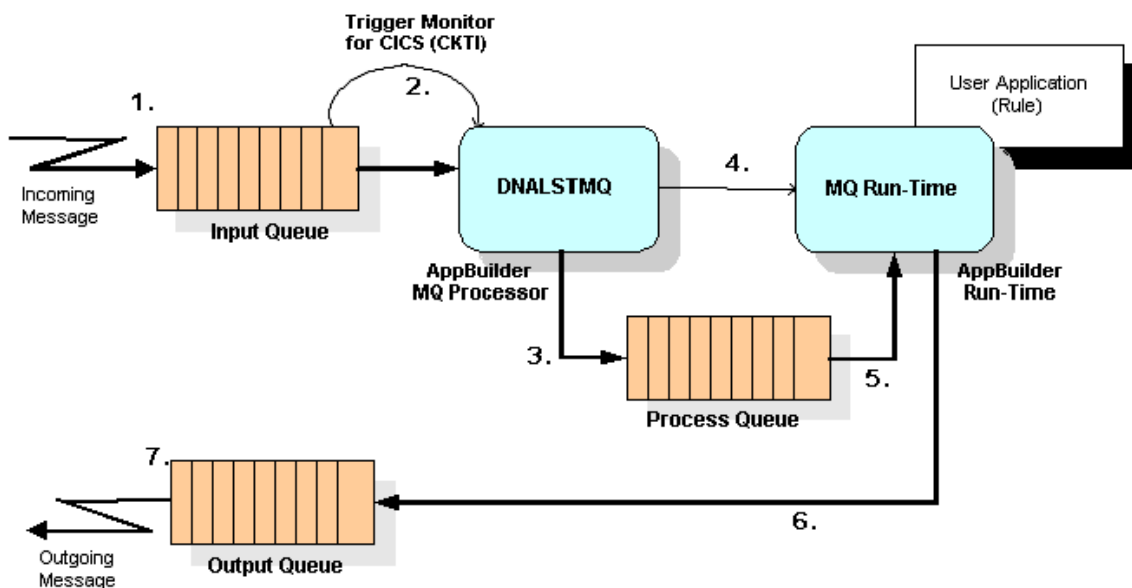 Trigger Monitor
for CICS (CKTI)
1.
2.
User Application
(Rule)
Incoming
Message
Input Queue
DNALSTMQ
4.
MQ Run-Time
AppBuilder
MQ Processor
AppBuilder
Run-Time
3.
5.
Process Queue
7.
6.
Outgoing
Message
Output Queue